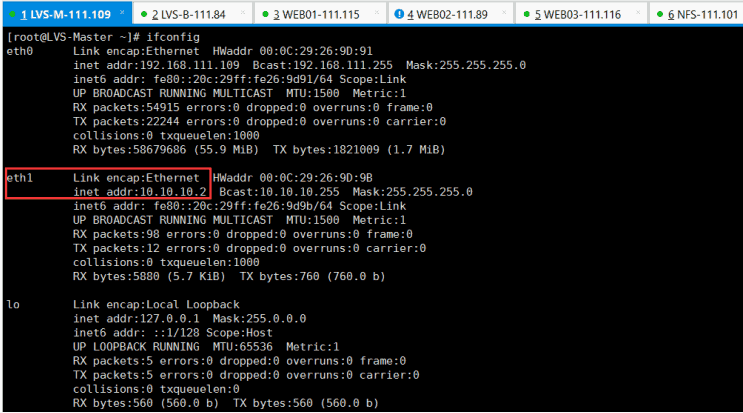 1 LVS-M-111.109 × 2 LVS-B-111.84 × 3 WEB01-111.115 × 4 WEB02-111.89 × 5 WEB03-111.116 × 6 NFS-111.101
[root@LVS-Master ~]# ifconfig
eth0 Link encap:Ethernet HWaddr 00:0C:29:26:9D:91
inet addr:192.168.111.109 Bcast:192.168.111.255 Mask:255.255.255.0
inet6 addr: fe80::20c:29ff:fe26:9d91/64 Scope:Link
UP BROADCAST RUNNING MULTICAST MTU:1500 Metric:1
RX packets:54915 errors:0 dropped:0 overruns:0 frame:0
TX packets:22244 errors:0 dropped:0 overruns:0 carrier:0
collisions:0 txqueuelen:1000
RX bytes:58679686 (55.9 MiB) TX bytes:1821009 (1.7 MiB)
eth1 Link encap:Ethernet HWaddr 00:0C:29:26:9D:9B
inet addr:10.10.10.2 Bcast:10.10.10.255 Mask:255.255.255.0
inet6 addr: fe80::20c:29ff:fe26:9d9b/64 Scope:Link
UP BROADCAST RUNNING MULTICAST MTU:1500 Metric:1
RX packets:98 errors:0 dropped:0 overruns:0 frame:0
TX packets:12 errors:0 dropped:0 overruns:0 carrier:0
collisions:0 txqueuelen:1000
RX bytes:5880 (5.7 KiB) TX bytes:760 (760.0 b)
lo Link encap:Local Loopback
inet addr:127.0.0.1 Mask:255.0.0.0
inet6 addr: ::1/128 Scope:Host
UP LOOPBACK RUNNING MTU:65536 Metric:1
RX packets:5 errors:0 dropped:0 overruns:0 frame:0
TX packets:5 errors:0 dropped:0 overruns:0 carrier:0
collisions:0 txqueuelen:0
RX bytes:560 (560.0 b) TX bytes:560 (560.0 b)